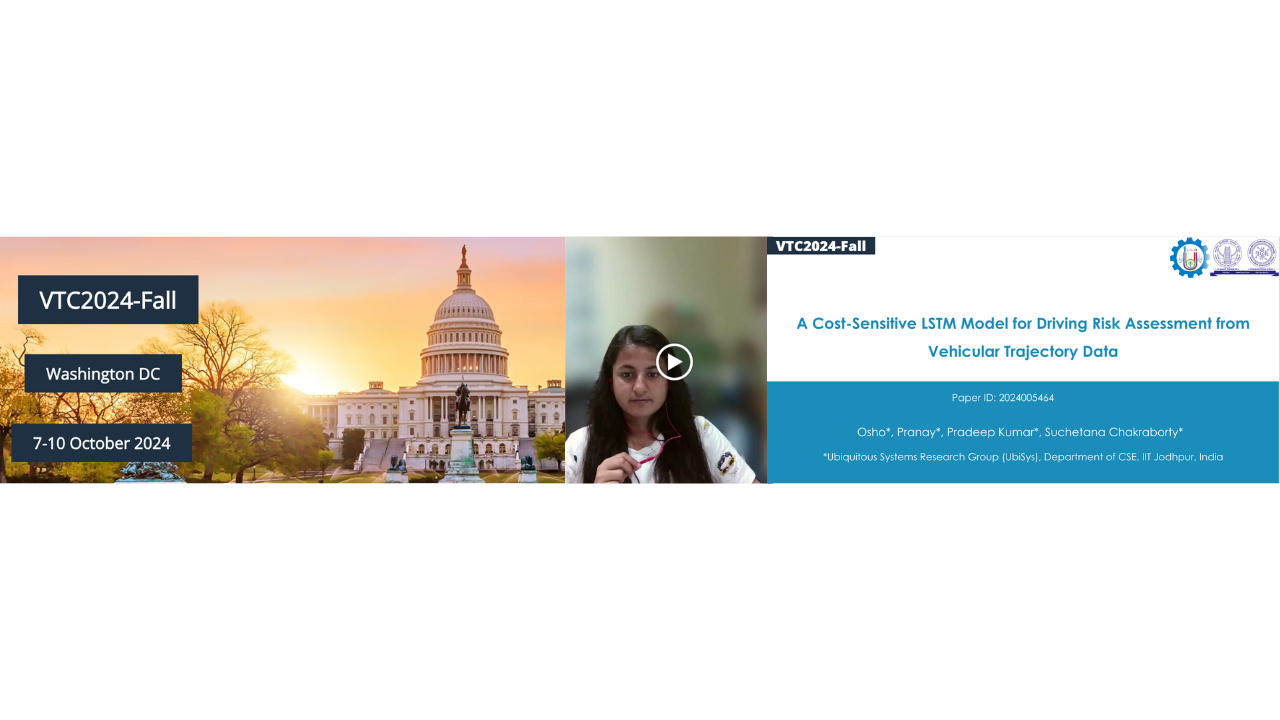 VTC2024-Fall
Washington DC
7-10 October 2024
VTC2024-Fall
A Cost-Sensitive LSTM Model for Driving Risk Assessment from
Vehicular Trajectory Data
Paper ID: 2024005464
Osho*, Pranay*, Pradeep Kumar*, Suchetana Chakraborty*
*Ubiquitous Systems Research Group (UbiSys), Department of CSE, IIT Jodhpur, India